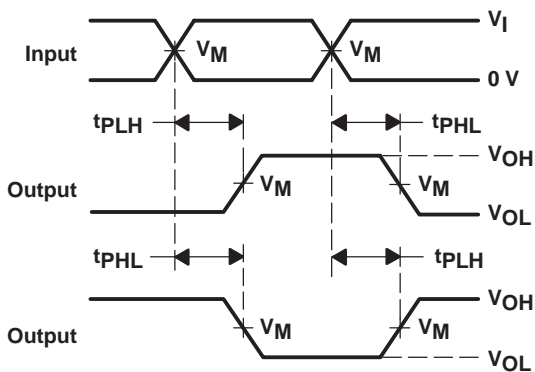 VI
Input VM VM
0 V
tPLH tPHL
VOH
Output VM VM
VOL
tPHL tPLH
VOH
Output VM VM
VOL